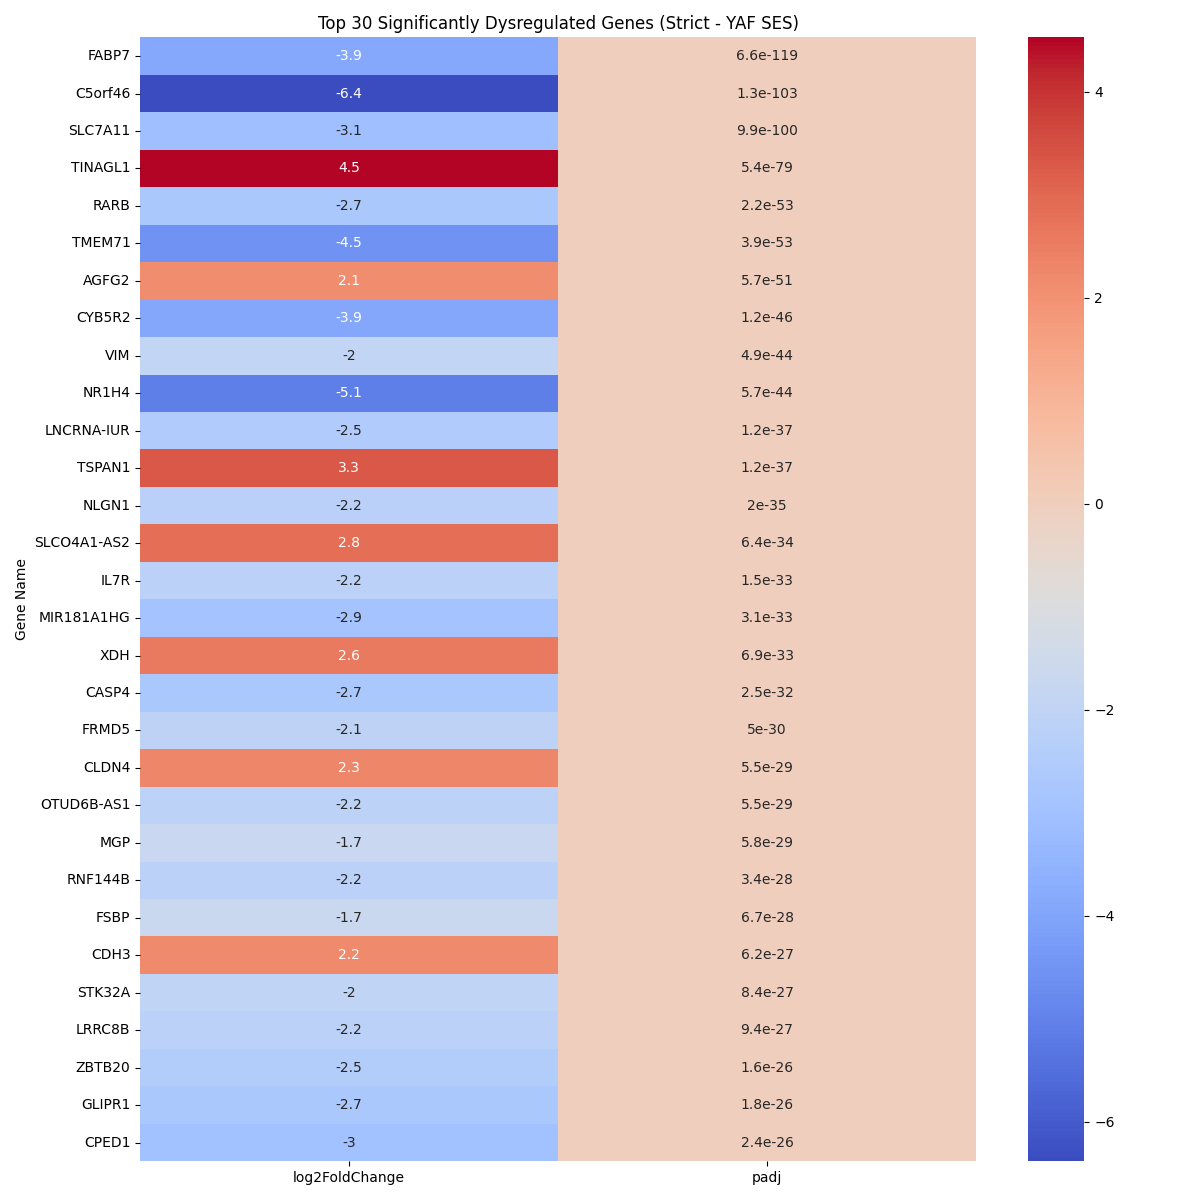 Top 30 Significantly Dysregulated Genes (Strict - YAF SES)
Gene Name
FABP7 -3.9 6.6e-119
C5orf46 -6.4 1.3e-103
SLC7A11 -3.1 9.9e-100
TINAGL1 4.5 5.4e-79
RARB -2.7 2.2e-53
TMEM71 -4.5 3.9e-53
AGFG2 2.1 5.7e-51
CYB5R2 -3.9 1.2e-46
VIM -2 4.9e-44
NR1H4 -5.1 5.7e-44
LNCRNA-IUR -2.5 1.2e-37
TSPAN1 3.3 1.2e-37
NLGN1 -2.2 2e-35
SLCO4A1-AS2 2.8 6.4e-34
IL7R -2.2 1.5e-33
MIR181A1HG -2.9 3.1e-33
XDH 2.6 6.9e-33
CASP4 -2.7 2.5e-32
FRMD5 -2.1 5e-30
CLDN4 2.3 5.5e-29
OTUD6B-AS1 -2.2 5.5e-29
MGP -1.7 5.8e-29
RNF144B -2.2 3.4e-28
FSBP -1.7 6.7e-28
CDH3 2.2 6.2e-27
STK32A -2 8.4e-27
LRRC8B -2.2 9.4e-27
ZBTB20 -2.5 1.6e-26
GLIPR1 -2.7 1.8e-26
CPED1 -3 2.4e-26
log2FoldChange padj
4
2
0
−2
−4
−6